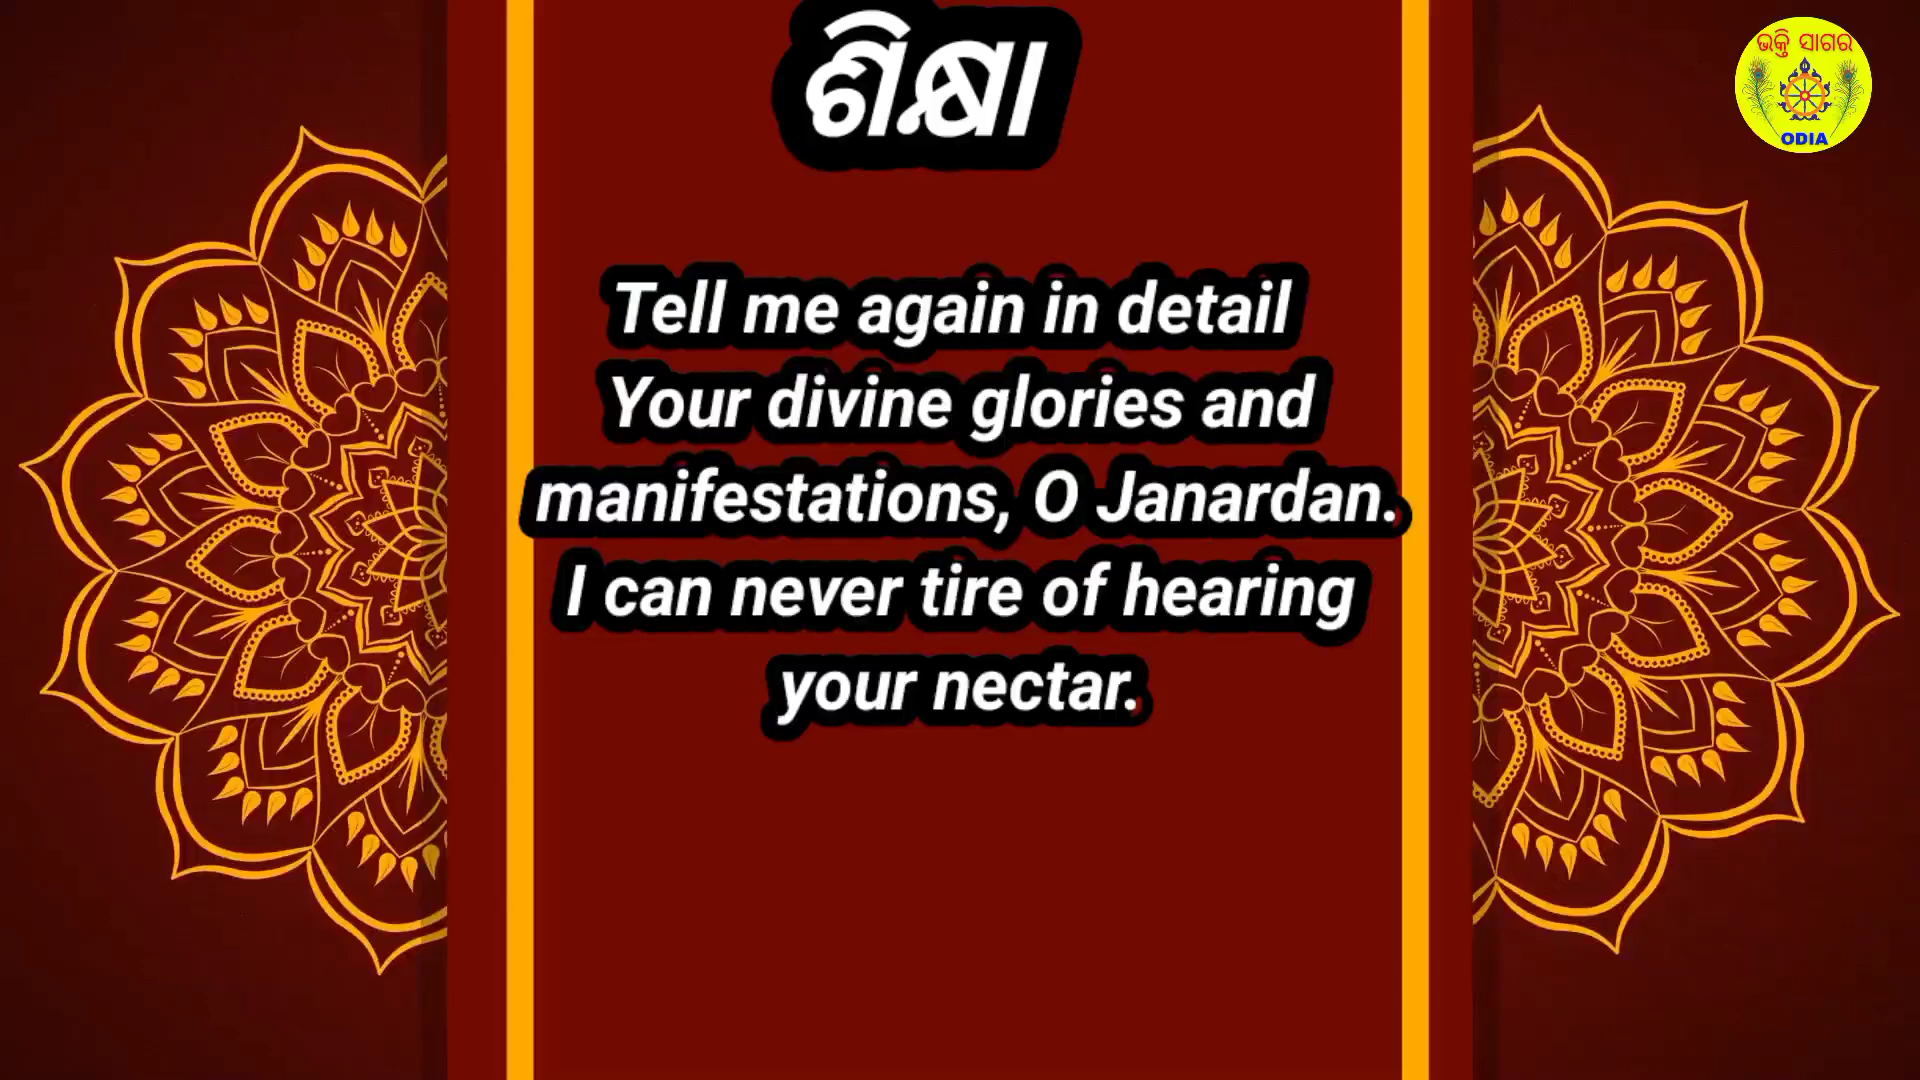 ଶିକ୍ଷା
ଭକ୍ତି ସାଗର
ODIA
Tell me again in detail
Your divine glories and
manifestations, O Janardan.
I can never tire of hearing
your nectar.